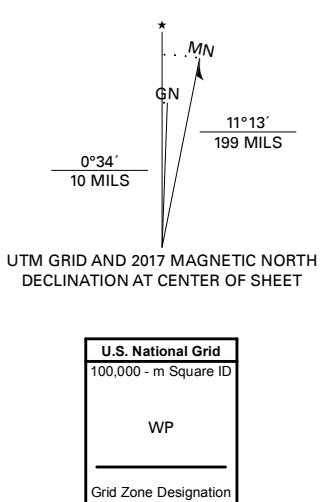 ★
MN
GN
11°13´
199 MILS
0°34´
10 MILS
UTM GRID AND 2017 MAGNETIC NORTH
DECLINATION AT CENTER OF SHEET
U.S. National Grid
100,000 - m Square ID
WP
Grid Zone Designation